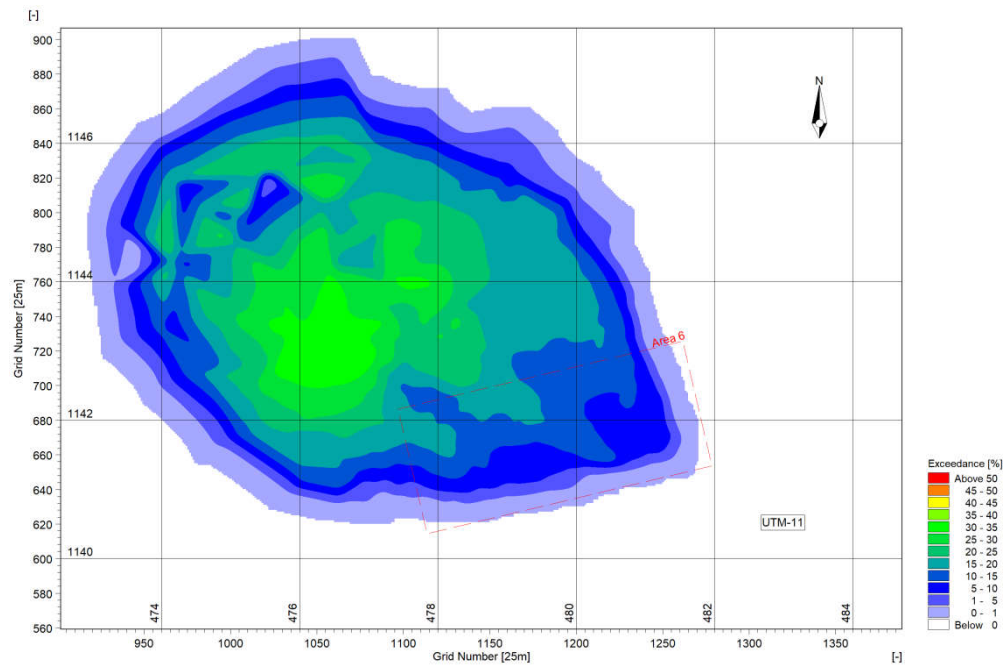 [-]
900
880
860
1146
840
820
800
780
1144
760
740
720
700
1142
680
660
640
620
1140
600
580
560
Grid Number [25m]
N
Area 6
UTM-11
474
476
478
480
482
484
950
1000
1050
1100
1150
1200
1250
1300
1350
Grid Number [25m]
[-]
Exceedance [%]
Above 50
45 - 50
40 - 45
35 - 40
30 - 35
25 - 30
20 - 25
15 - 20
10 - 15
5 - 10
1 - 5
0 - 1
Below 0